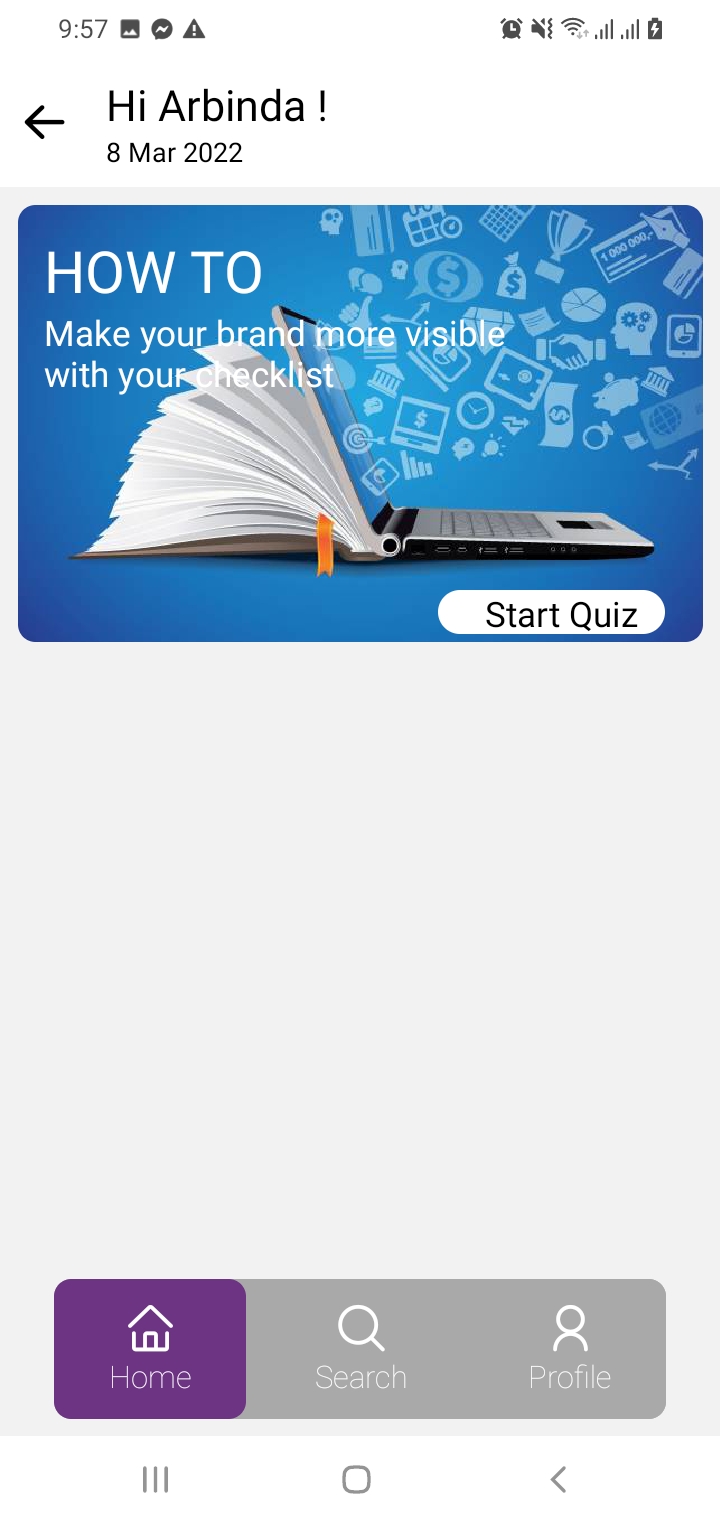 9:57
Hi Arbinda !
8 Mar 2022
HOW TO
Make your brand more visible
with your checklist
1 000 000.-
Start Quiz
Home
Search
Profile